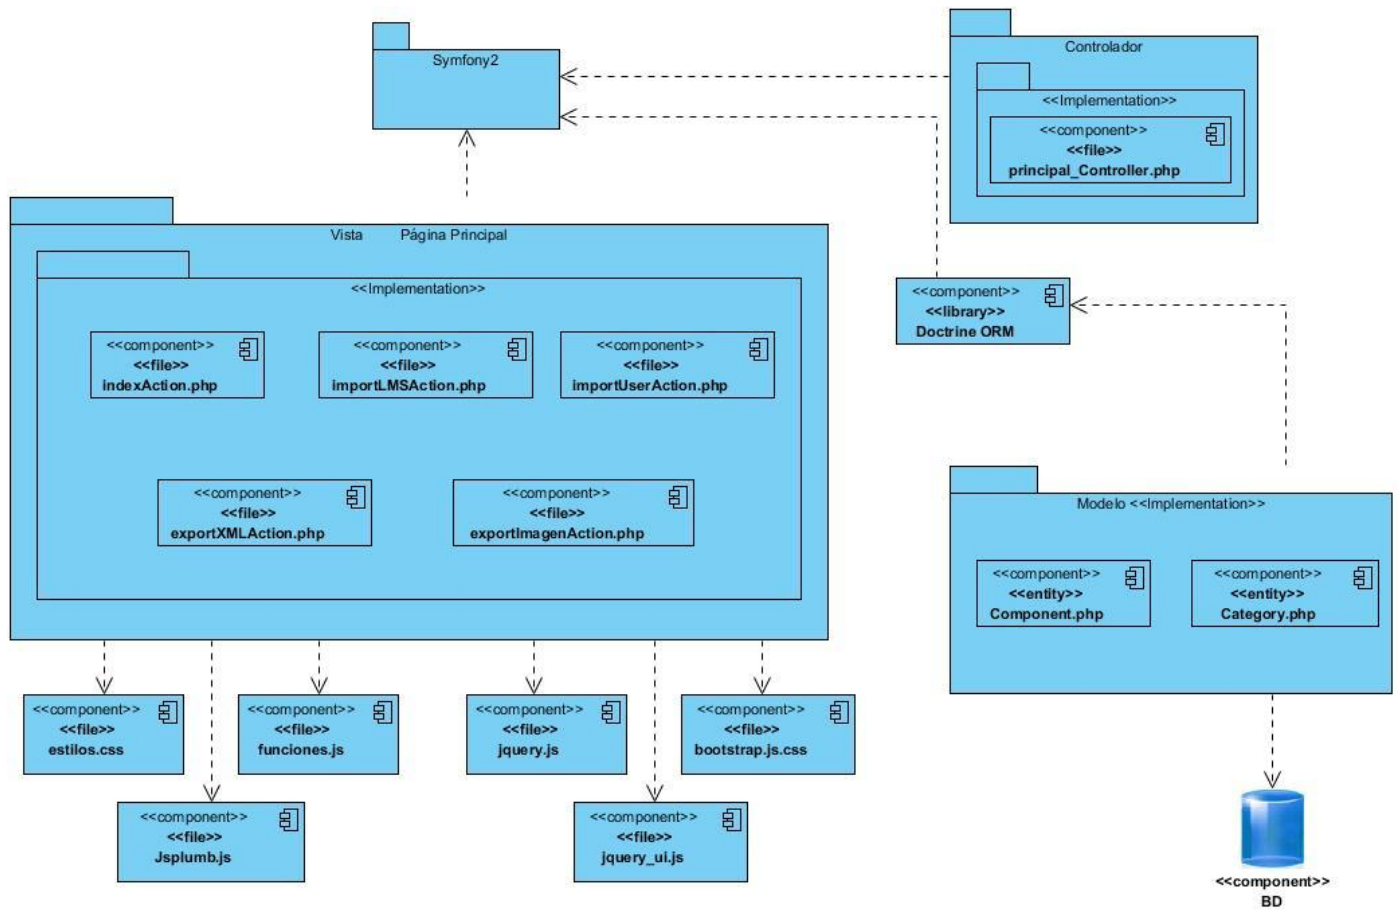 Symfony2
Controlador
<<Implementation>>
<<component>>
<<file>>
principal_Controller.php
Vista Página Principal
<<Implementation>>
<<component>>
<<file>>
indexAction.php
<<component>>
<<file>>
importLMSAction.php
<<component>>
<<file>>
importUserAction.php
<<component>>
<<library>>
Doctrine ORM
<<component>>
<<file>>
exportXMLAction.php
<<component>>
<<file>>
exportImagenAction.php
Modelo <<Implementation>>
<<component>>
<<entity>>
Component.php
<<component>>
<<entity>>
Category.php
<<component>>
<<file>>
estilos.css
<<component>>
<<file>>
funciones.js
<<component>>
<<file>>
jquery.js
<<component>>
<<file>>
bootstrap.js.css
<<component>>
<<file>>
Jsplumb.js
<<component>>
<<file>>
jquery_ui.js
<<component>>
BD